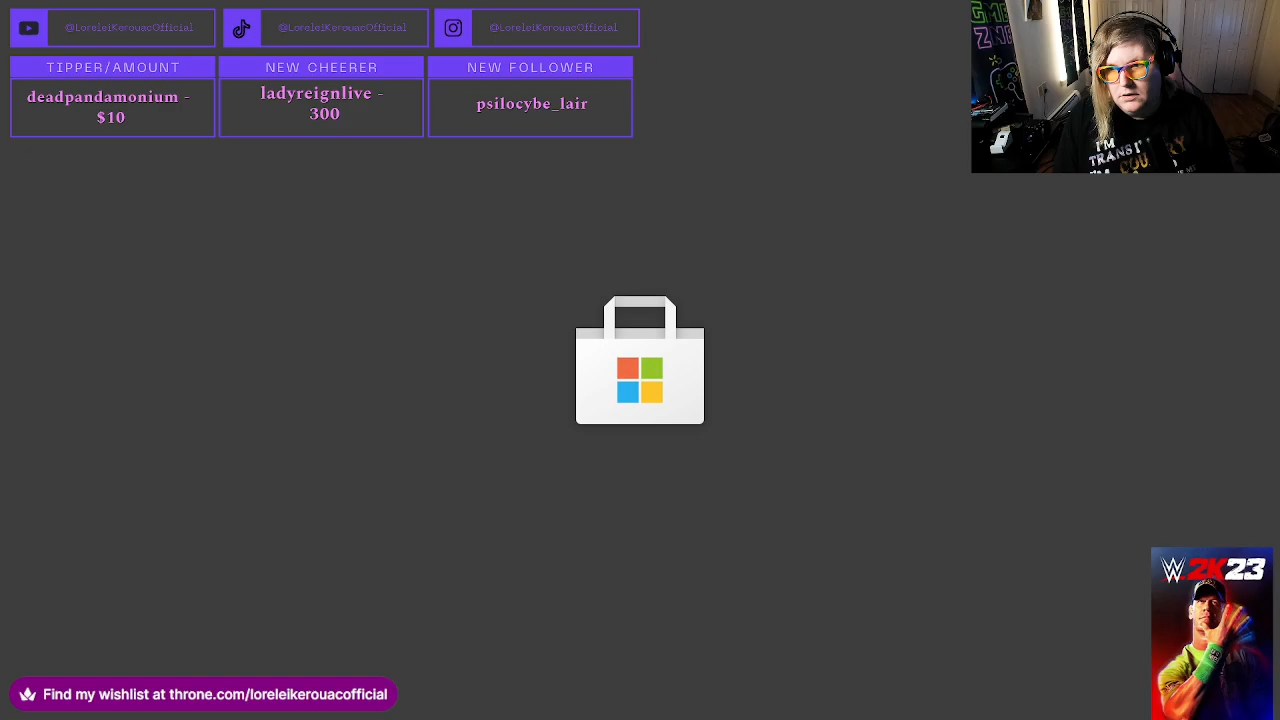 @LoreleiKerouacOfficial
@LoreleiKerouacOfficial
@LoreleiKerouacOfficial
TIPPER/AMOUNT
deadpandamonium -
$10
NEW CHEERER
ladyreignlive -
300
NEW FOLLOWER
psilocybe_lair
I'M
I'M
W 2K23
Find my wishlist at throne.com/loreleikerouacofficial